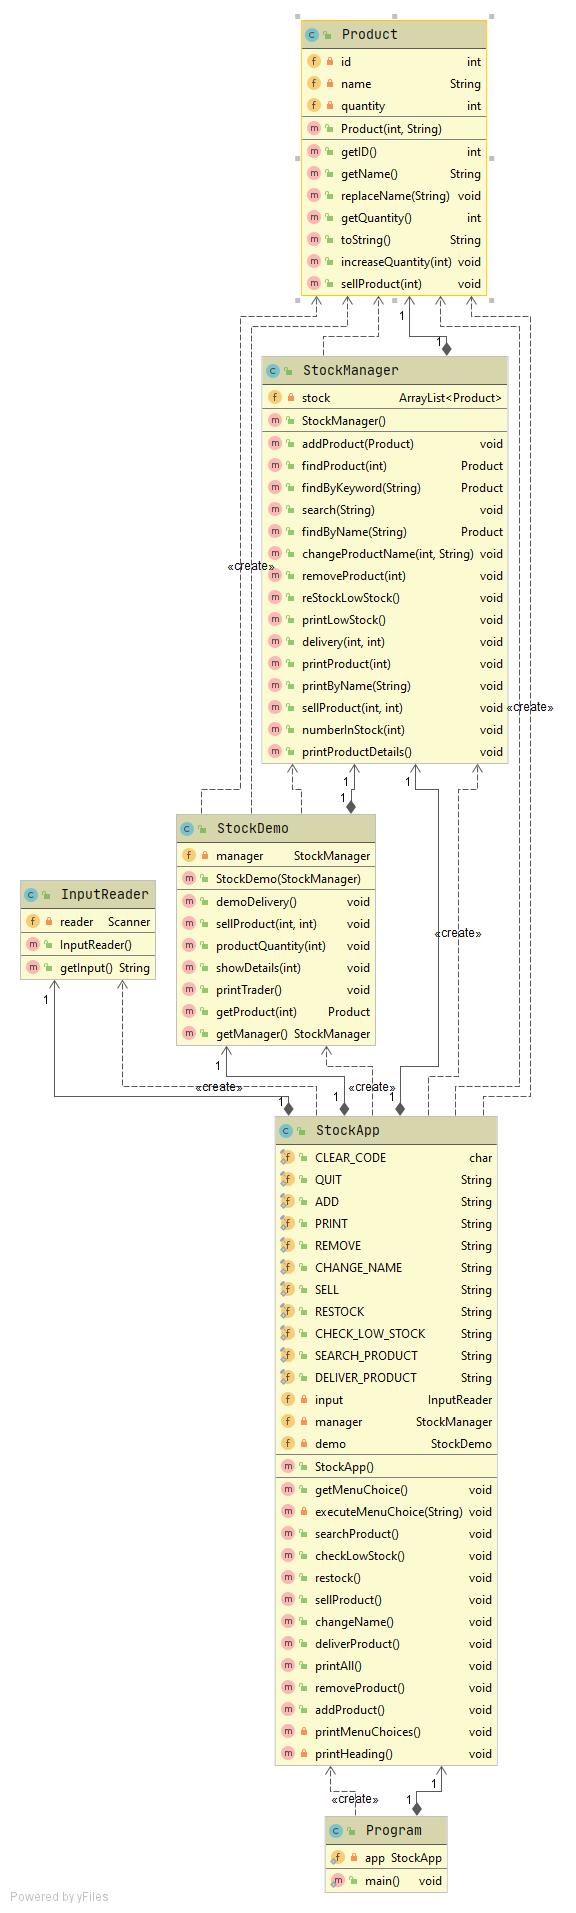 Product
id int
name String
quantity int
Product(int, String)
getID() int
getName() String
replaceName(String) void
getQuantity() int
toString() String
increaseQuantity(int) void
sellProduct(int) void
1
1
StockManager
stock ArrayList<Product>
StockManager()
addProduct(Product) void
findProduct(int) Product
findByKeyword(String) Product
search(String) void
findByName(String) Product
changeProductName(int, String) void
«create»
removeProduct(int) void
reStockLowStock() void
printLowStock() void
delivery(int, int) void
printProduct(int) void
printByName(String) void
sellProduct(int, int) void «create»
numberInStock(int) void
printProductDetails() void
1 1
1
StockDemo
manager StockManager
StockDemo(StockManager)
demoDelivery() void
sellProduct(int, int) void
productQuantity(int) void
showDetails(int) void
printTrader() void
getProduct(int) Product
getManager() StockManager
InputReader
reader Scanner
InputReader()
getInput() String
«create»
1
1
«create» «create»
1 1 1
StockApp
CLEAR_CODE char
QUIT String
ADD String
PRINT String
REMOVE String
CHANGE_NAME String
SELL String
RESTOCK String
CHECK_LOW_STOCK String
SEARCH_PRODUCT String
DELIVER_PRODUCT String
input InputReader
manager StockManager
demo StockDemo
StockApp()
getMenuChoice() void
executeMenuChoice(String) void
searchProduct() void
checkLowStock() void
restock() void
sellProduct() void
changeName() void
deliverProduct() void
printAll() void
removeProduct() void
addProduct() void
printMenuChoices() void
printHeading() void
1
«create» 1
Program
app StockApp
main() void
Powered by yFiles